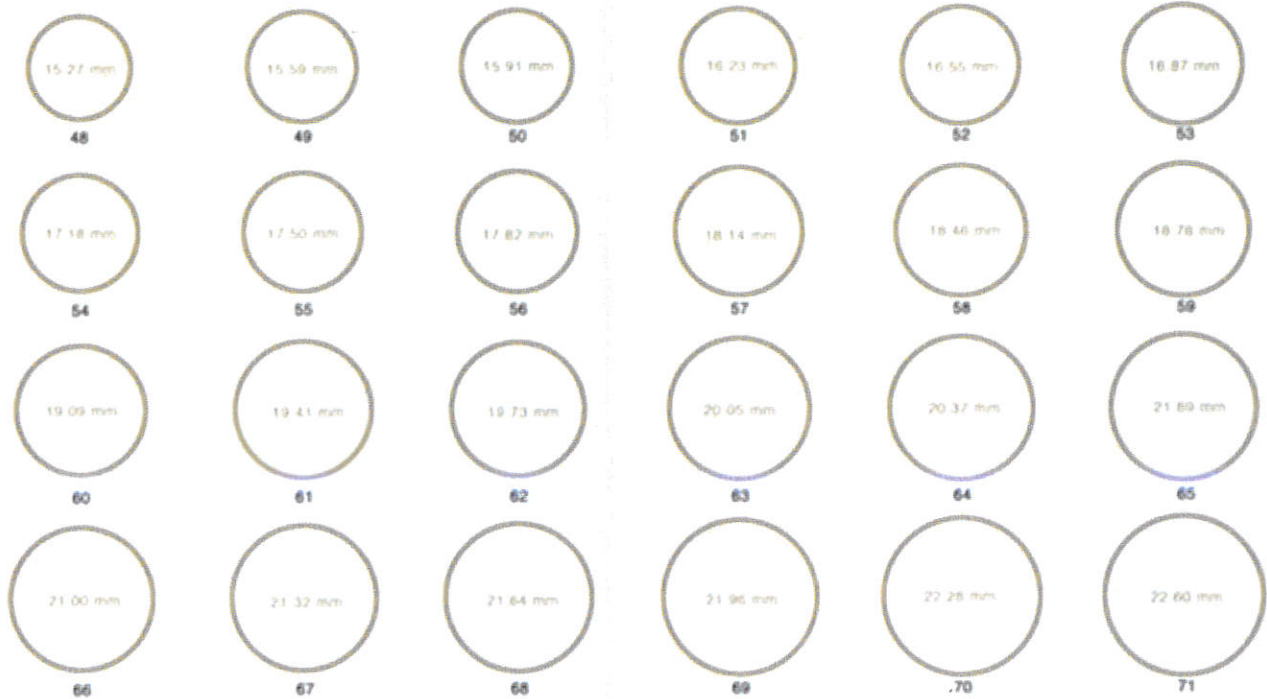 15.27 mm 15.59 mm 15.91 mm 16.23 mm 16.55 mm 16.87 mm
48 49 50 51 52 53
17.18 mm 17.50 mm 17.82 mm 18.14 mm 18.46 mm 18.78 mm
54 55 56 57 58 59
19.09 mm 19.41 mm 19.73 mm 20.05 mm 20.37 mm 21.89 mm
60 61 62 63 64 65
21.00 mm 21.32 mm 21.64 mm 21.96 mm 22.28 mm 22.60 mm
66 67 68 69 .70 71